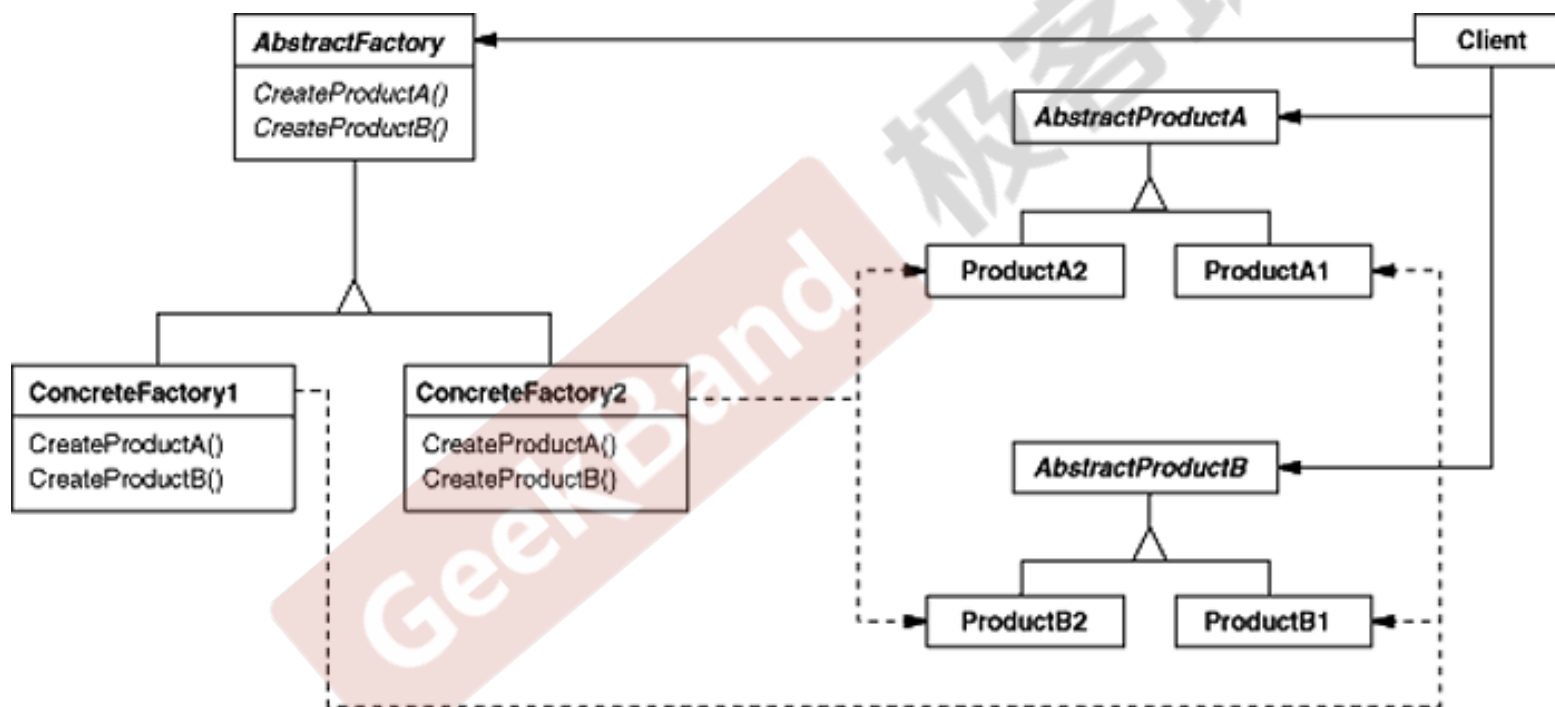 AbstractFactory
CreateProductA()
CreateProductB()
Client
AbstractProductA
ProductA2
ProductA1
ConcreteFactory1
CreateProductA()
CreateProductB()
ConcreteFactory2
CreateProductA()
CreateProductB()
AbstractProductB
ProductB2
ProductB1
GeekBand
极客